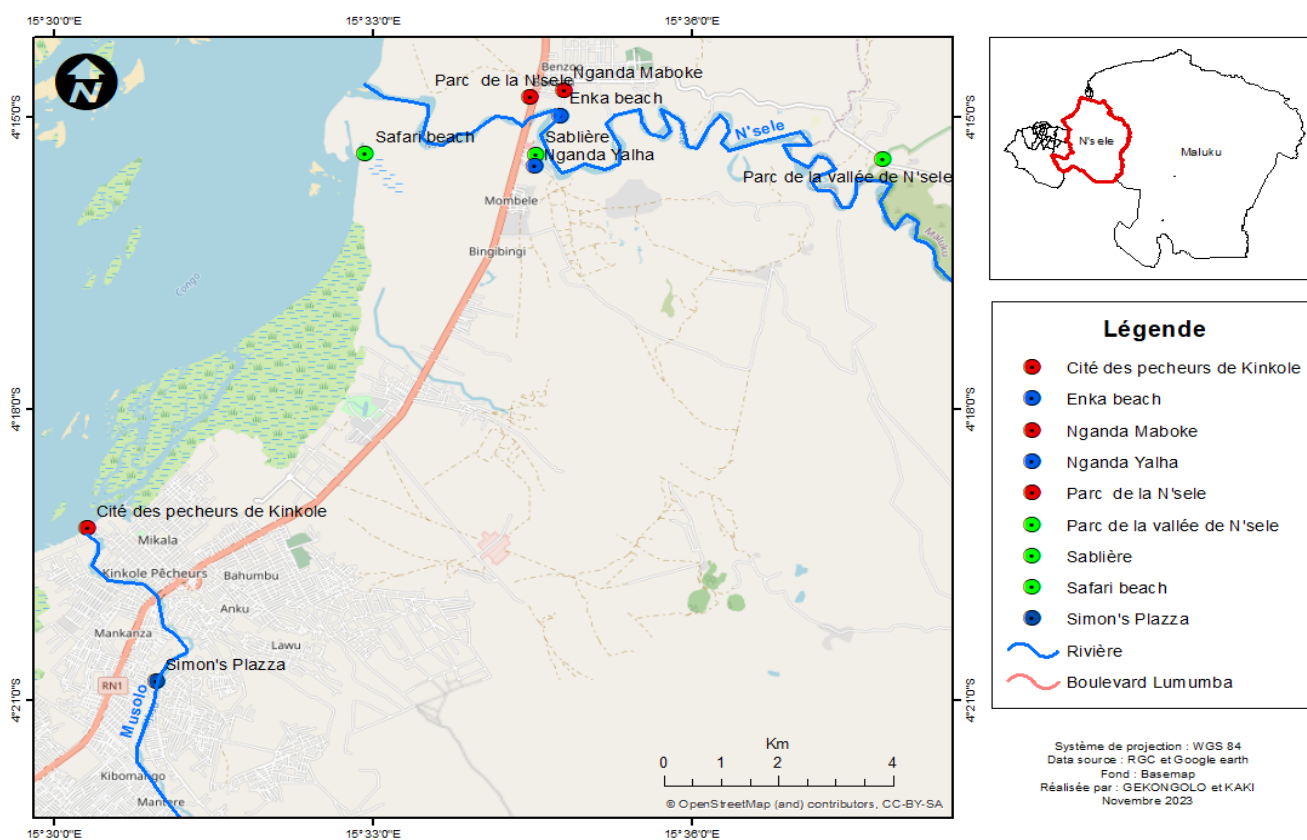 15°30'0"E
15°33'0"E
15°36'0"E
N
Benzoo
Parc de la N'sele
Nganda Maboke
Enka beach
4°15'0"S
4°15'0"S
Safari beach
Sablière
N'sele
Nganda Yalha
Parc de la vallée de N'sele
Mombele
Maluku
Bingibingi
Congo
4°18'0"S
4°18'0"S
Cité des pecheurs de Kinkole
Mikala
Kinkole Pêcheurs
Bahumbu
Anku
Mankanza
Lawu
Simon's Plazza
RN1
Musolo
4°21'0"S
4°21'0"S
Kibomango
Mantere
Km
0 1 2 4
© OpenStreetMap (and) contributors, CC-BY-SA
15°30'0"E
15°33'0"E
15°36'0"E
N'sele
Maluku
Légende
Cité des pecheurs de Kinkole
Enka beach
Nganda Maboke
Nganda Yalha
Parc de la N'sele
Parc de la vallée de N'sele
Sablière
Safari beach
Simon's Plazza
Rivière
Boulevard Lumumba
Système de projection : WGS 84
Data source : RGC et Google earth
Fond : Basemap
Réalisée par : GEKONGOLO et KAKI
Novembre 2023